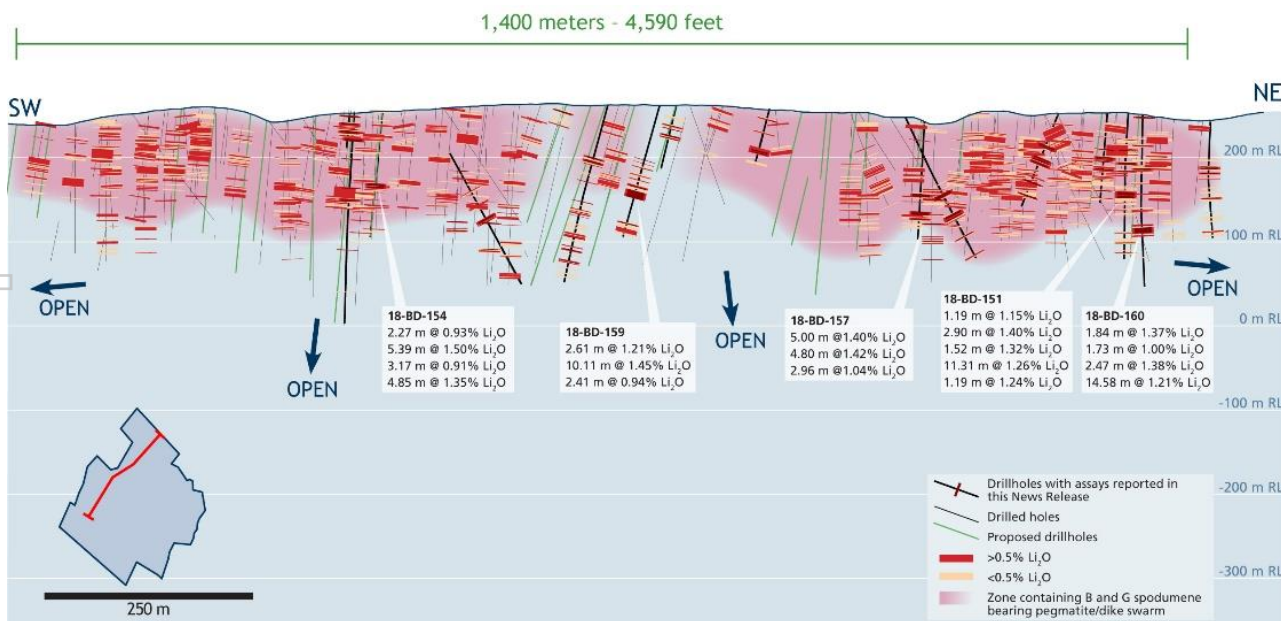 1,400 meters - 4,590 feet
SW
NE
200 m RL
100 m RL
0 m RL
-100 m RL
-200 m RL
-300 m RL
OPEN
OPEN
OPEN
OPEN
18-BD-154
2.27 m @ 0.93% Li₂O
5.39 m @ 1.50% Li₂O
3.17 m @ 0.91% Li₂O
4.85 m @ 1.35% Li₂O
18-BD-159
2.61 m @ 1.21% Li₂O
10.11 m @ 1.45% Li₂O
2.41 m @ 0.94% Li₂O
18-BD-157
5.00 m @1.40% Li₂O
4.80 m @1.42% Li₂O
2.96 m @1.04% Li₂O
18-BD-151
1.19 m @ 1.15% Li₂O
2.90 m @ 1.40% Li₂O
1.52 m @ 1.32% Li₂O
11.31 m @ 1.26% Li₂O
1.19 m @ 1.24% Li₂O
18-BD-160
1.84 m @ 1.37% Li₂O
1.73 m @ 1.00% Li₂O
2.47 m @ 1.38% Li₂O
14.58 m @ 1.21% Li₂O
250 m
Drillholes with assays reported in
this News Release
Drilled holes
Proposed drillholes
>0.5% Li₂O
<0.5% Li₂O
Zone containing B and G spodumene
bearing pegmatite/dike swarm